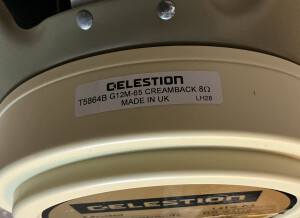 CELESTION
T5864B G12M-65 CREAMBACK 8Ω
MADE IN UK LH28
CELESTION